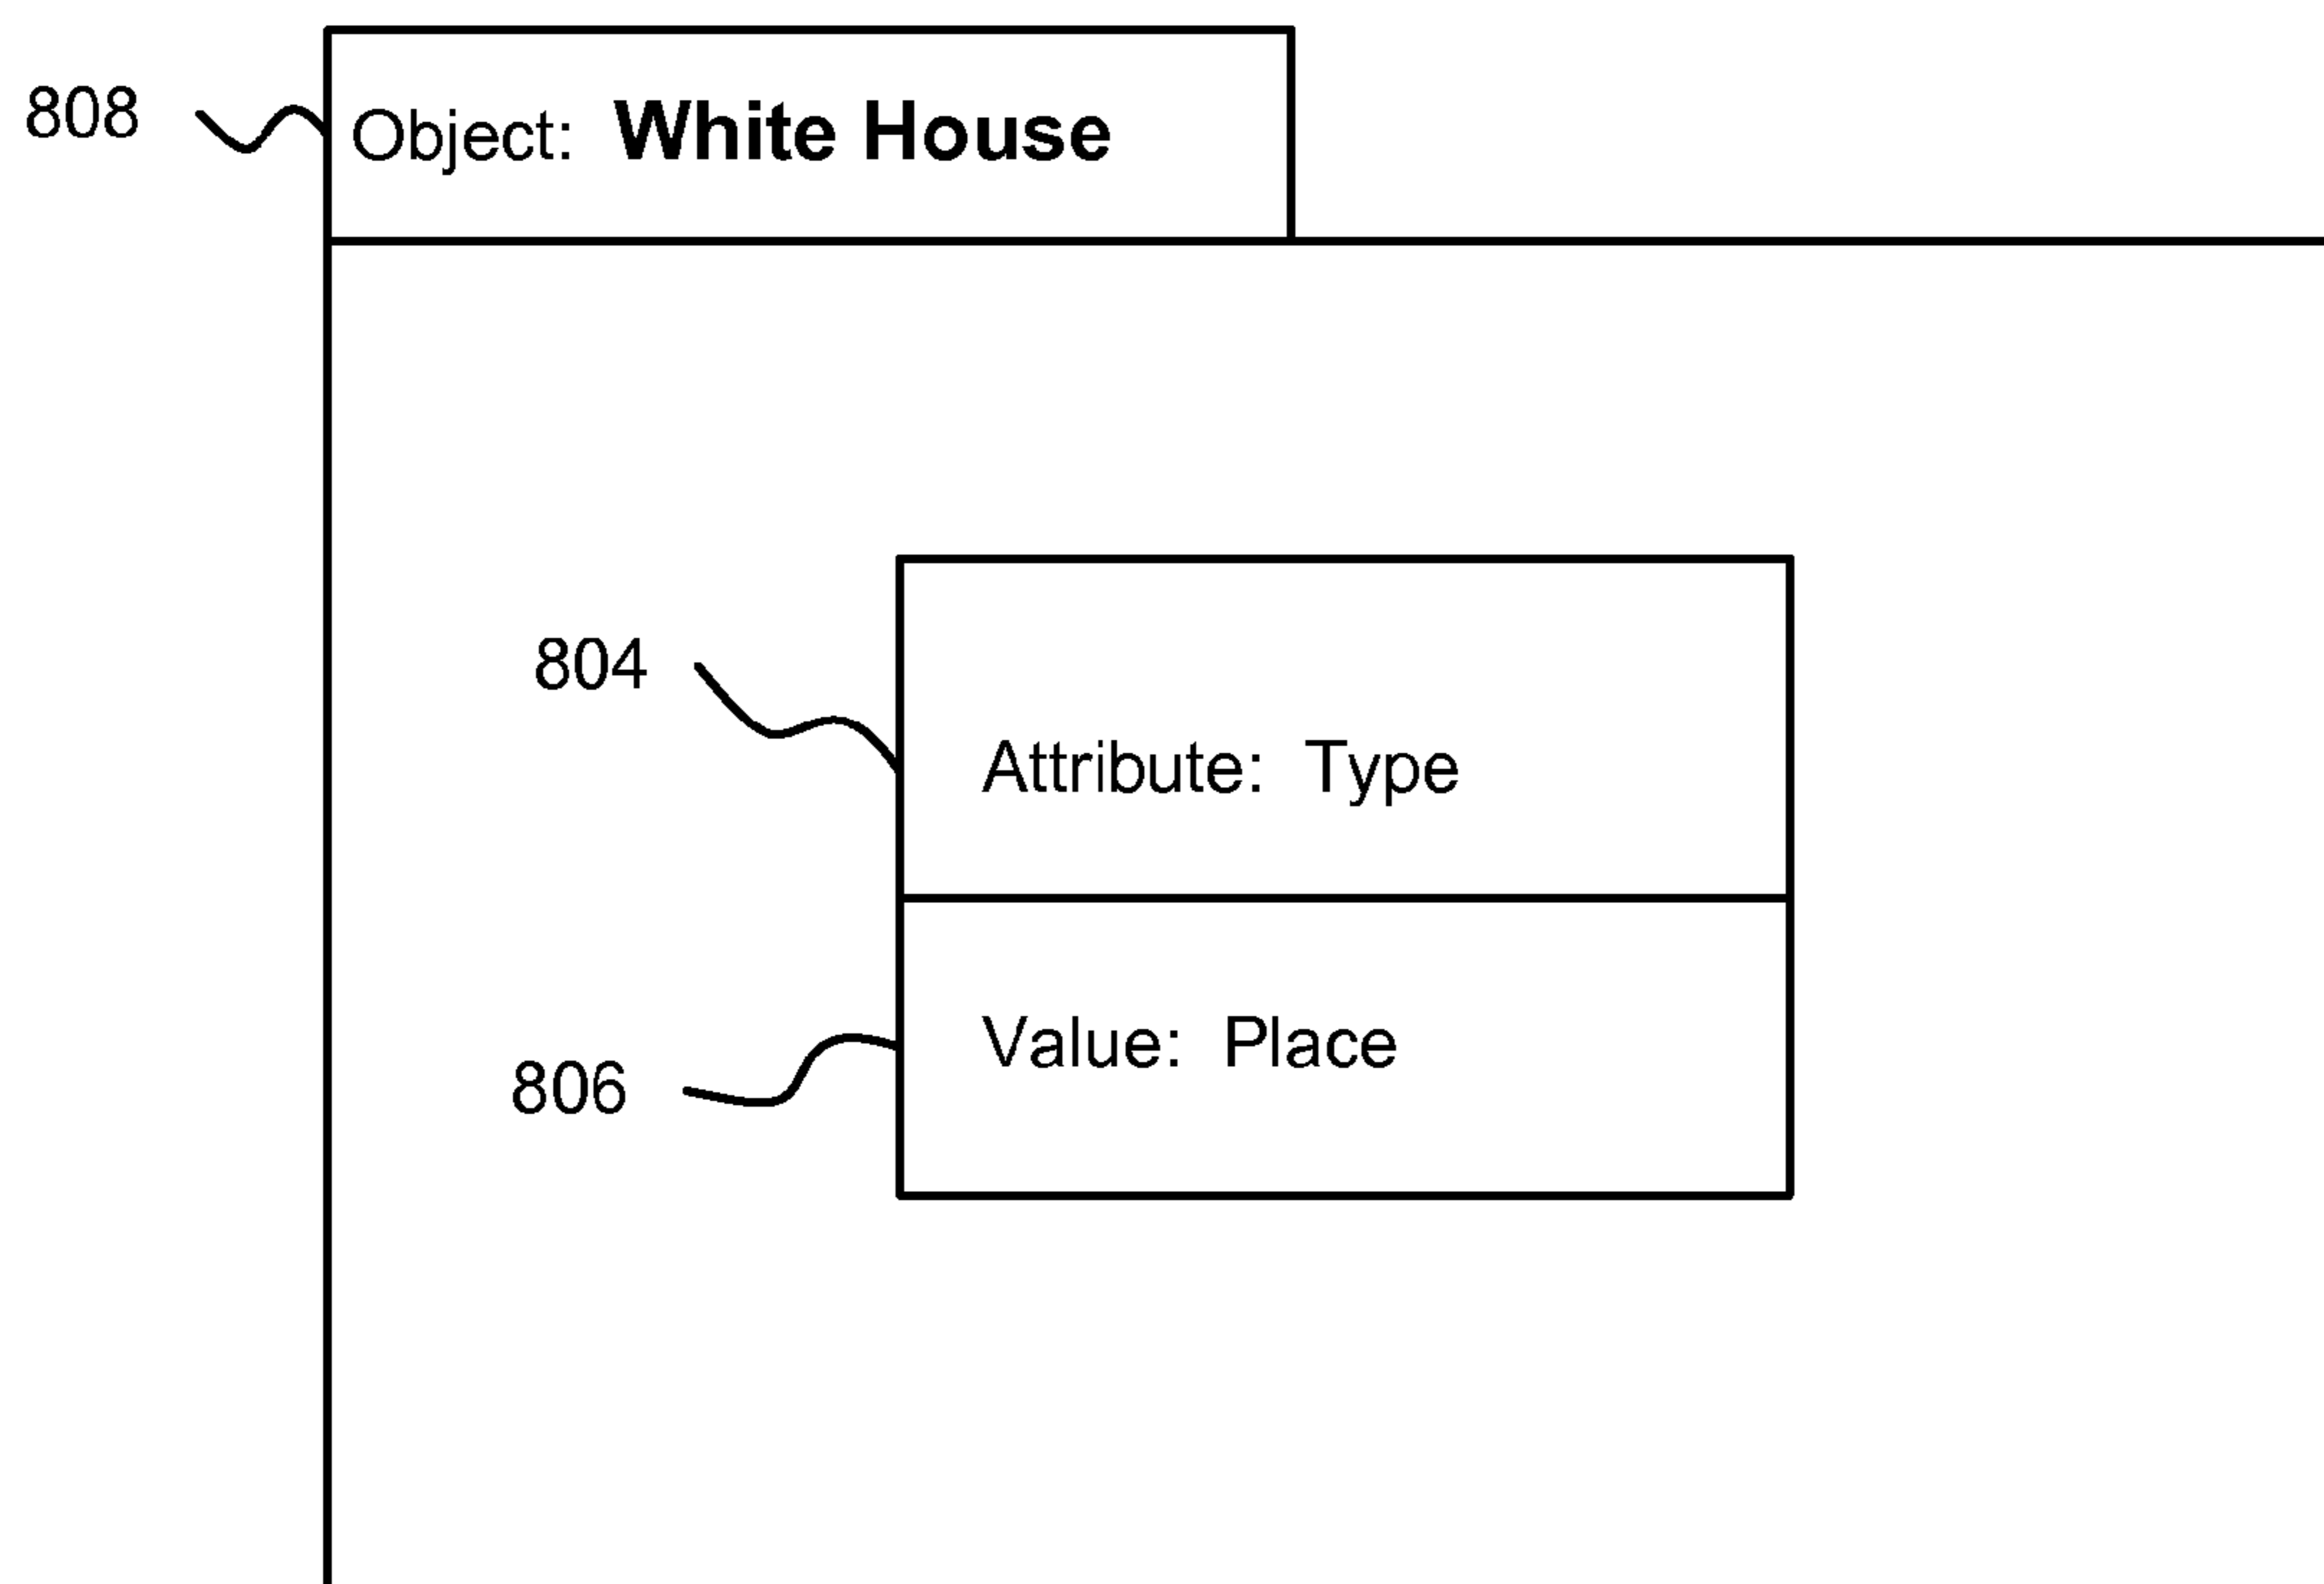 808 Object: White House
804
Attribute: Type
Value: Place
806